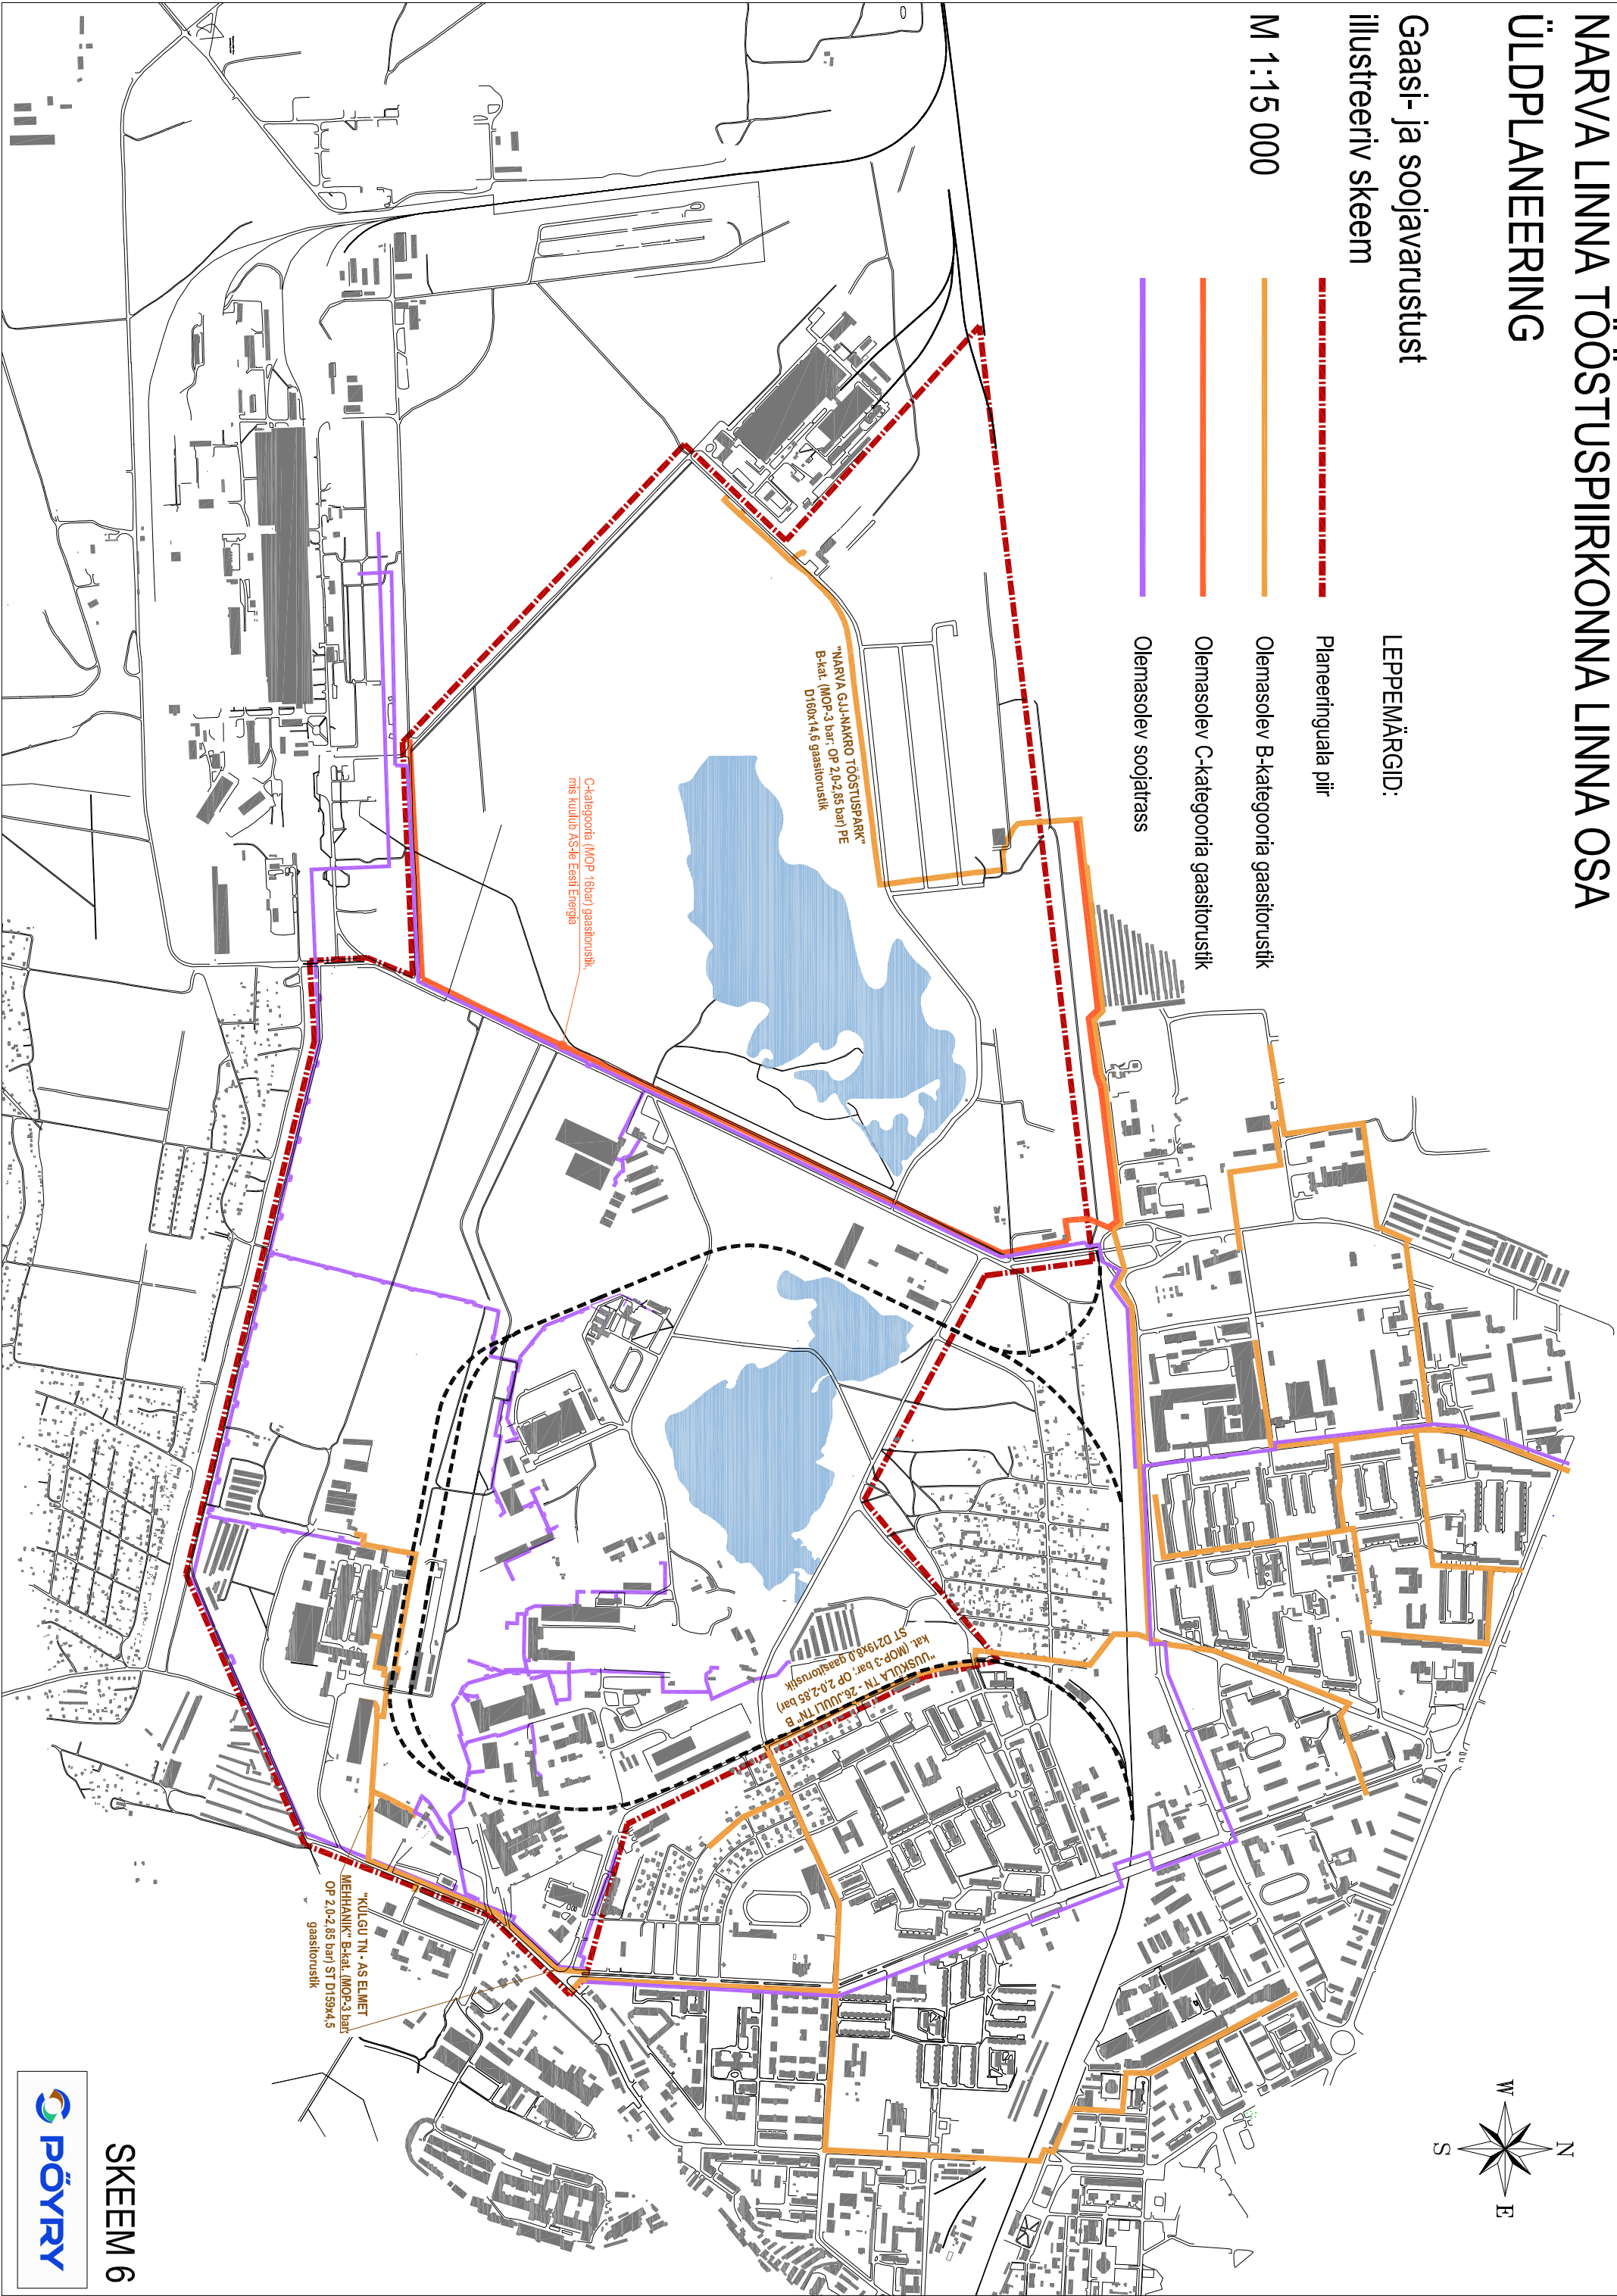 NARVA LINNA TÖÖSTUSPIIRKONNA LINNA OSA
ÜLDPLANEERING
Gaasi- ja soojavarustust
illustreeriv skeem
M 1:15 000
LEPPEMÄRGID:
Planeeringuala piir
Olemasolev B-kategooria gaasitorustik
Olemasolev C-kategooria gaasitorustik
Olemasolev soojatrass
"NARVA GJJ-NAKRO TÖÖSTUSPARK"
B-kat. (MOP-3 bar; OP 2,0-2,85 bar) PE
D160x14,6 gaasitorustik
C-kategooria (MOP 16bar) gaasitorustik,
mis kuulub AS-le Eesti Energia
"UUSKÜLA TN - 26.JUULI TN" B
kat. (MOP-3 bar; OP 2,0-2,85 bar)
ST D219x8,0 gaasitorustik
"KULGU TN - AS ELMET
MEHHANIK" B-kat. (MOP-3 bar;
OP 2,0-2,85 bar) ST D159x4,5
gaasitorustik
N
W
E
S
SKEEM 6
PÖYRY